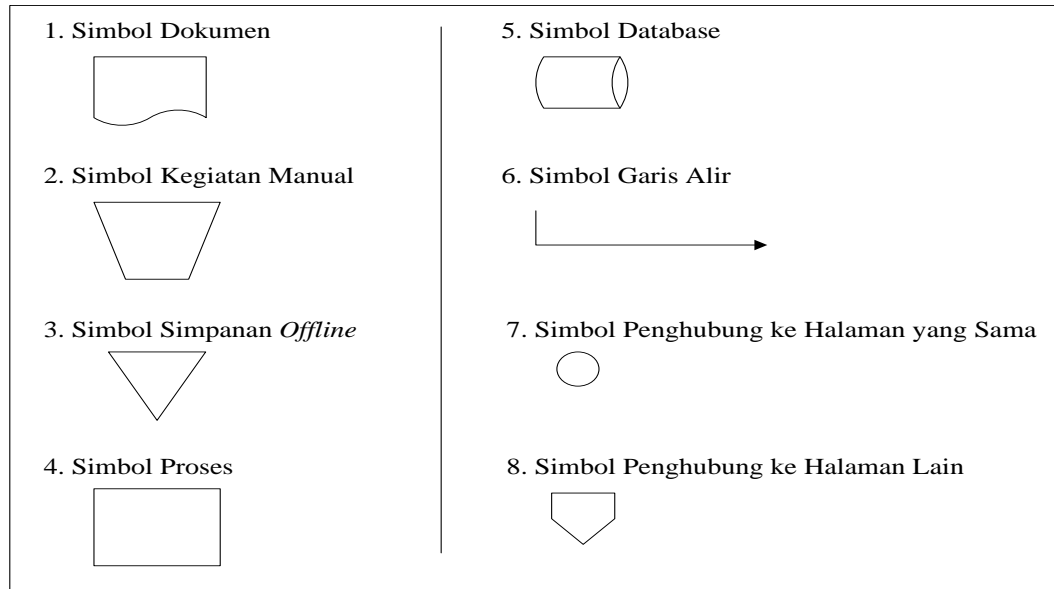 1. Simbol Dokumen
2. Simbol Kegiatan Manual
3. Simbol Simpanan Offline
4. Simbol Proses
5. Simbol Database
6. Simbol Garis Alir
7. Simbol Penghubung ke Halaman yang Sama
8. Simbol Penghubung ke Halaman Lain